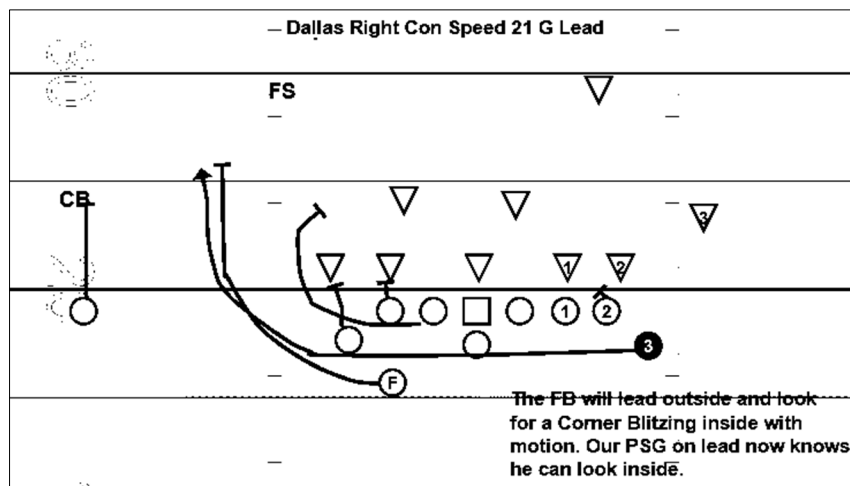 Dallas Right Con Speed 21 G Lead
FS
CB
3
1 2
1 2
3
F
The FB will lead outside and look
for a Corner Blitzing inside with
motion. Our PSG on lead now knows
he can look inside.